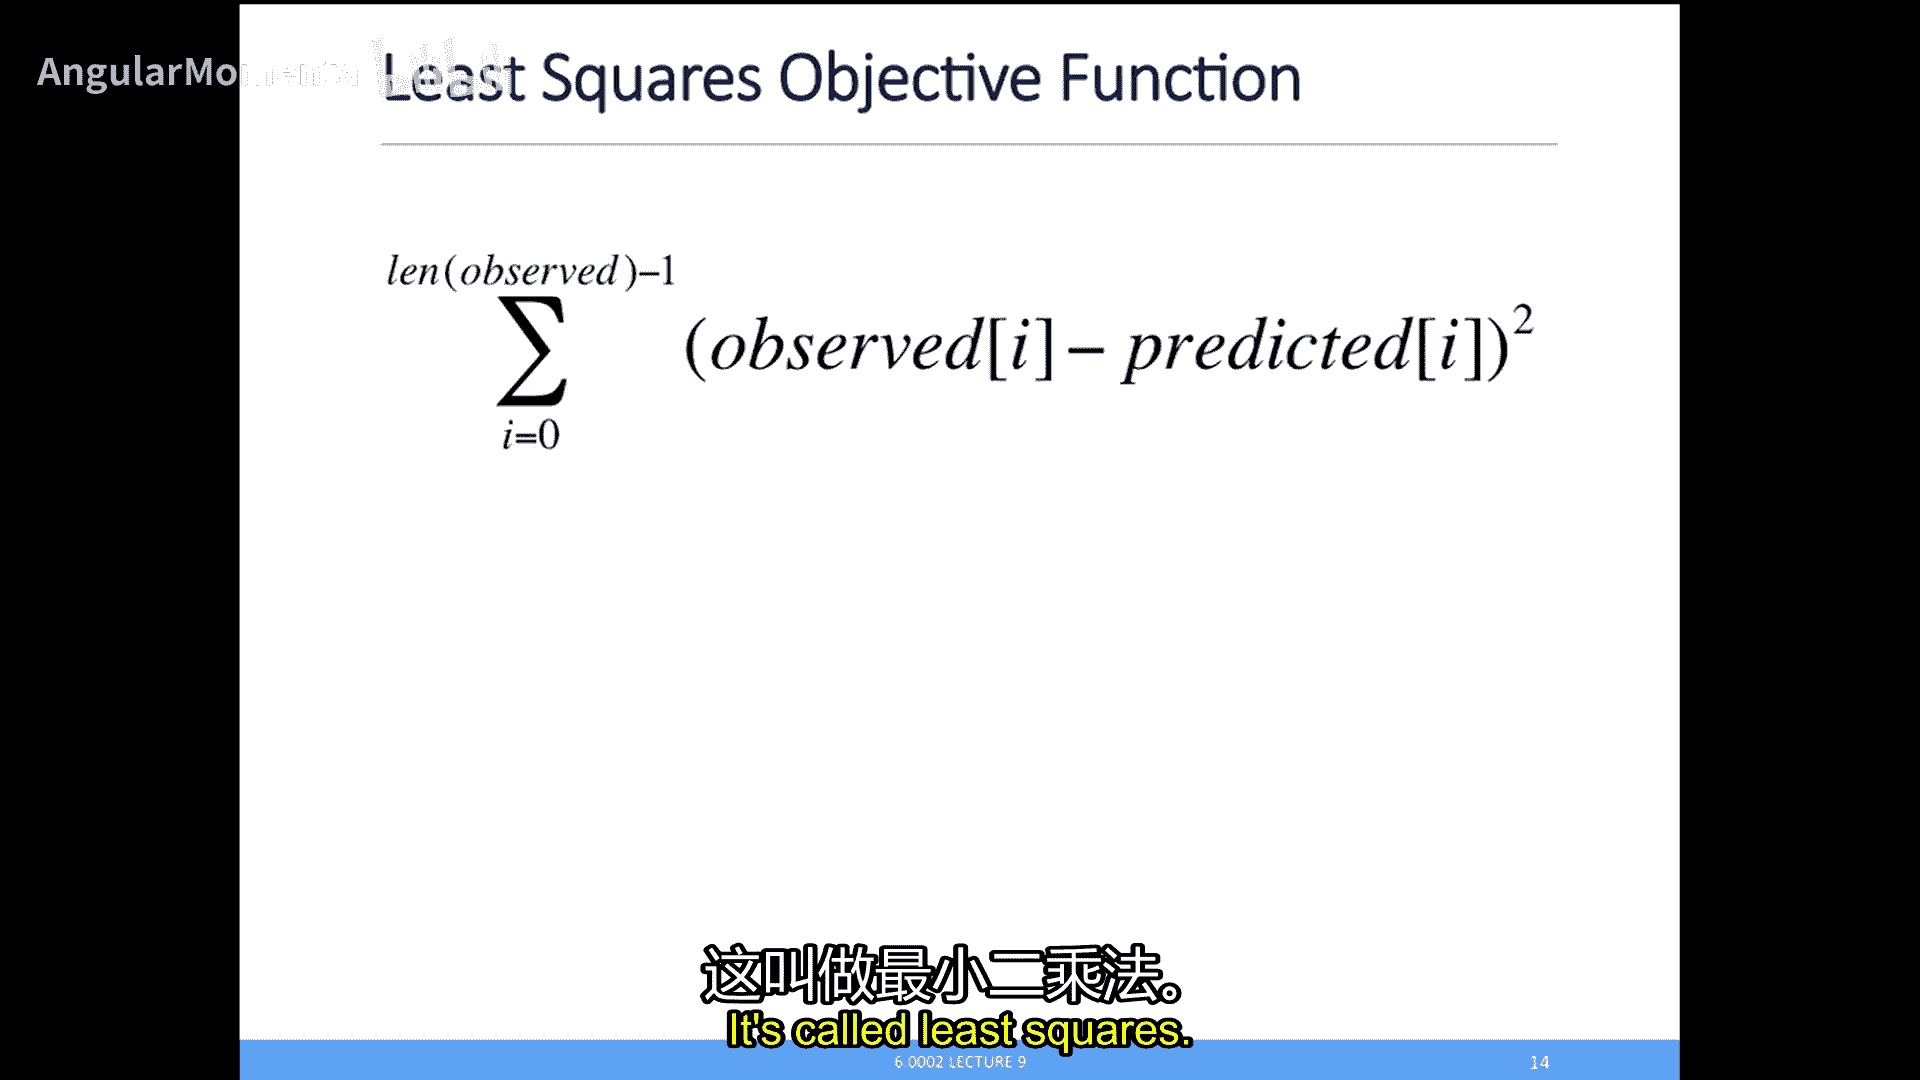 AngularMomenta
Least Squares Objective Function
len(observed)–1
∑ (observed[i] – predicted[i])²
i=0
这叫做最小二乘法。
It's called least squares.
6.0002 LECTURE 9
14